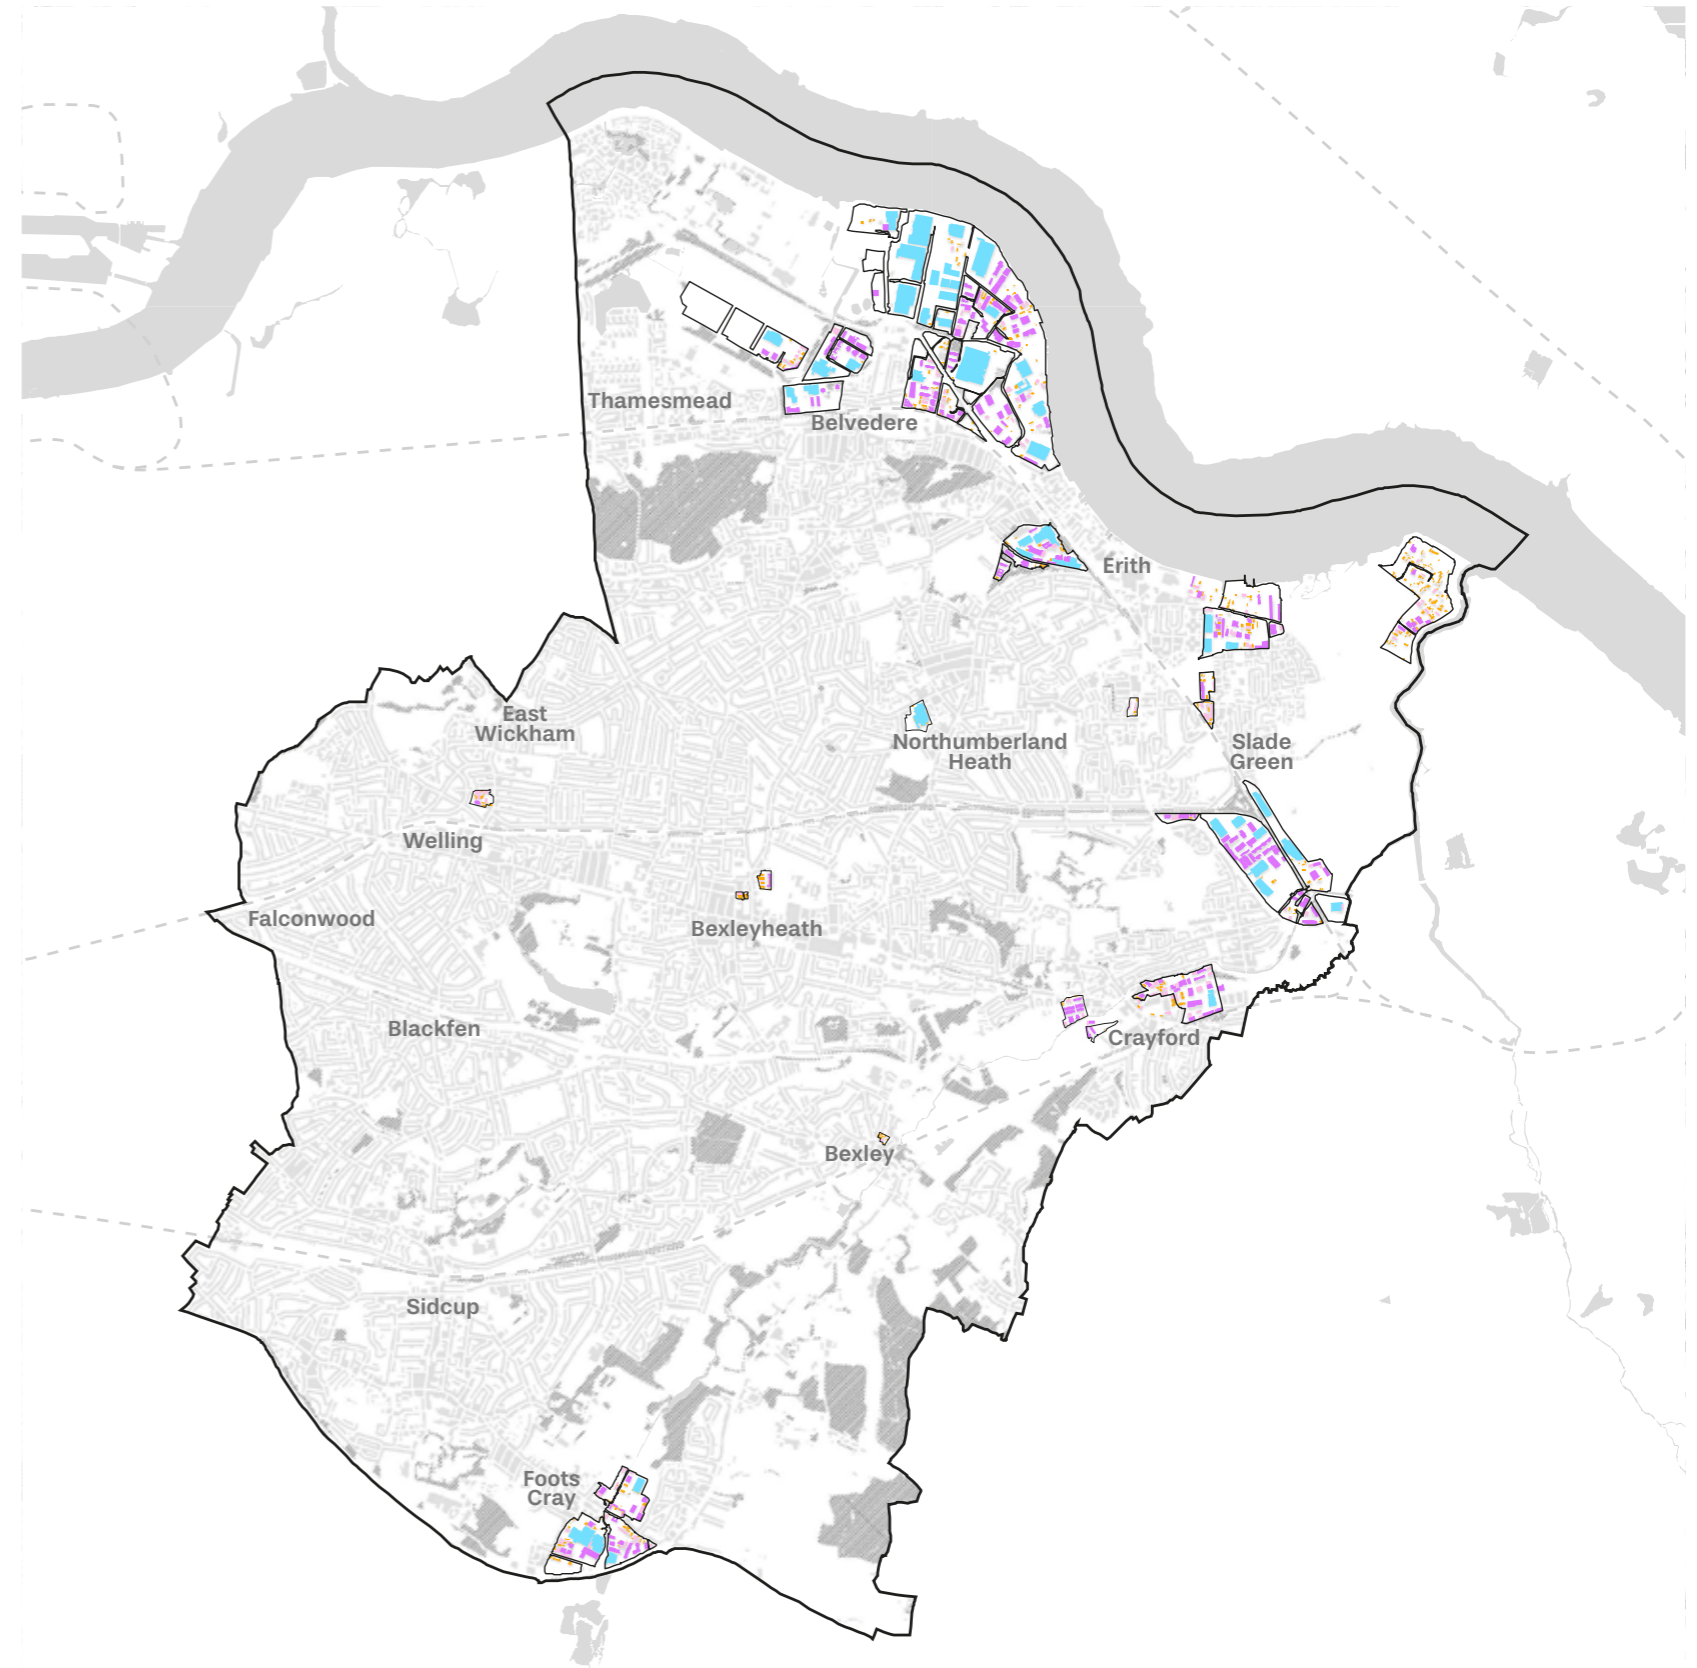 Thamesmead
Belvedere
Erith
East
Wickham
Northumberland
Heath
Slade
Green
Welling
Falconwood
Bexleyheath
Blackfen
Crayford
Bexley
Sidcup
Foots
Cray